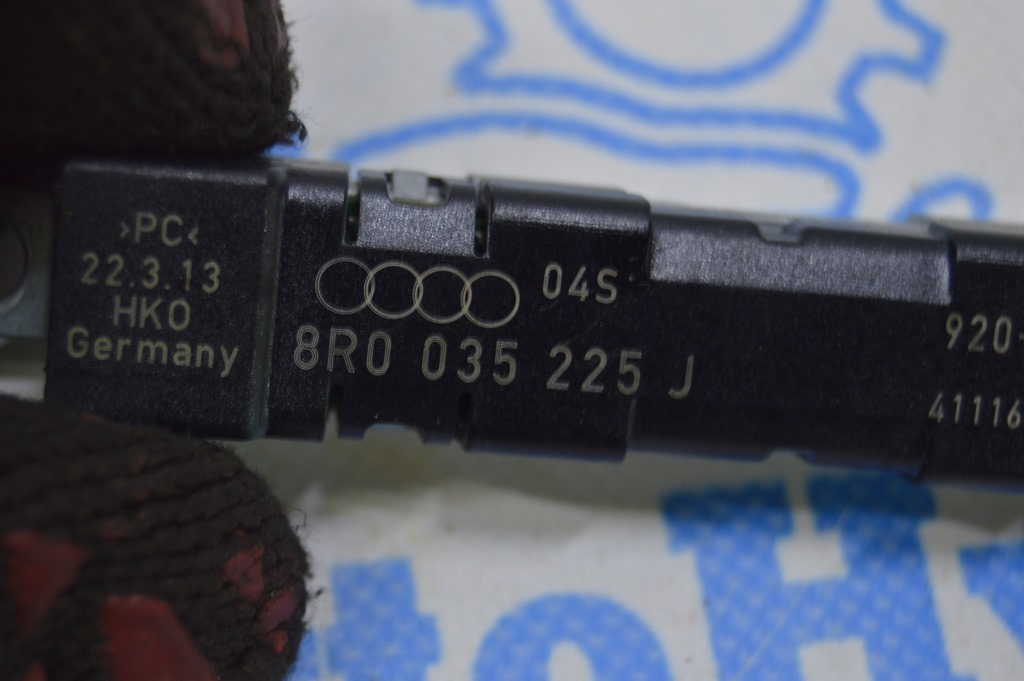 >PC<
22.3.13
HKO
Germany
04S
8R0 035 225 J
920-
41116